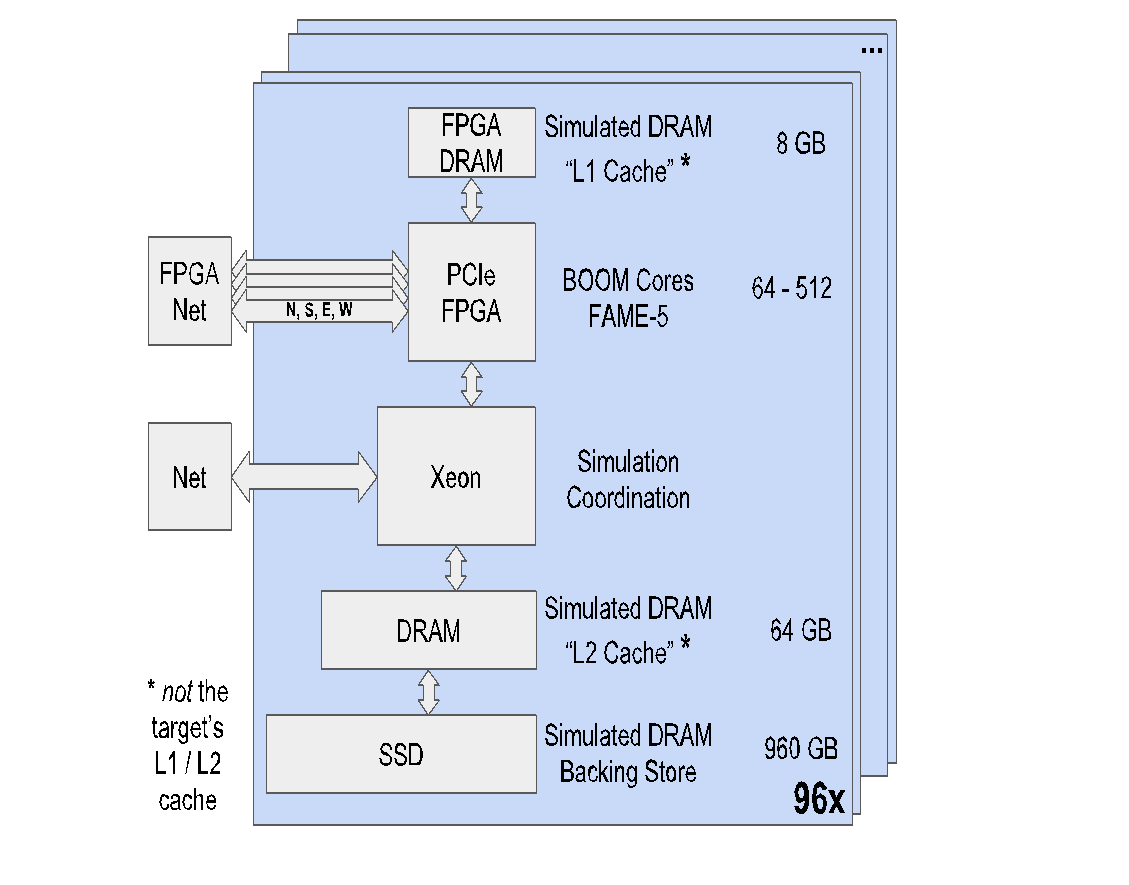 ...
FPGA
DRAM
Simulated DRAM
“L1 Cache” *
8 GB
FPGA
Net
N, S, E, W
PCIe
FPGA
BOOM Cores
FAME-5
64 - 512
Net
Xeon
Simulation
Coordination
DRAM
Simulated DRAM
“L2 Cache” *
64 GB
* not the
target’s
L1 / L2
cache
SSD
Simulated DRAM
Backing Store
960 GB
96x